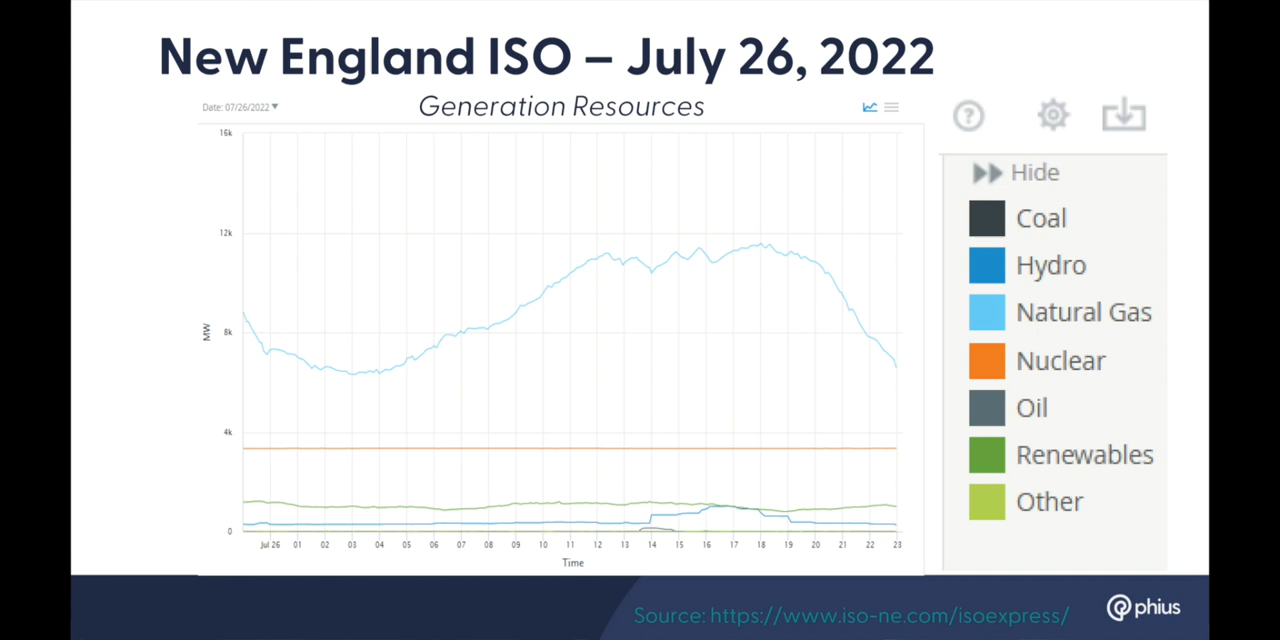 New England ISO – July 26, 2022
Generation Resources
Date: 07/26/2022
16k
12k
8k
4k
0
MW
Jul 26 01 02 03 04 05 06 07 08 09 10 11 12 13 14 15 16 17 18 19 20 21 22 23
Time
?
Hide
Coal
Hydro
Natural Gas
Nuclear
Oil
Renewables
Other
Source: https://www.iso-ne.com/isoexpress/
phius